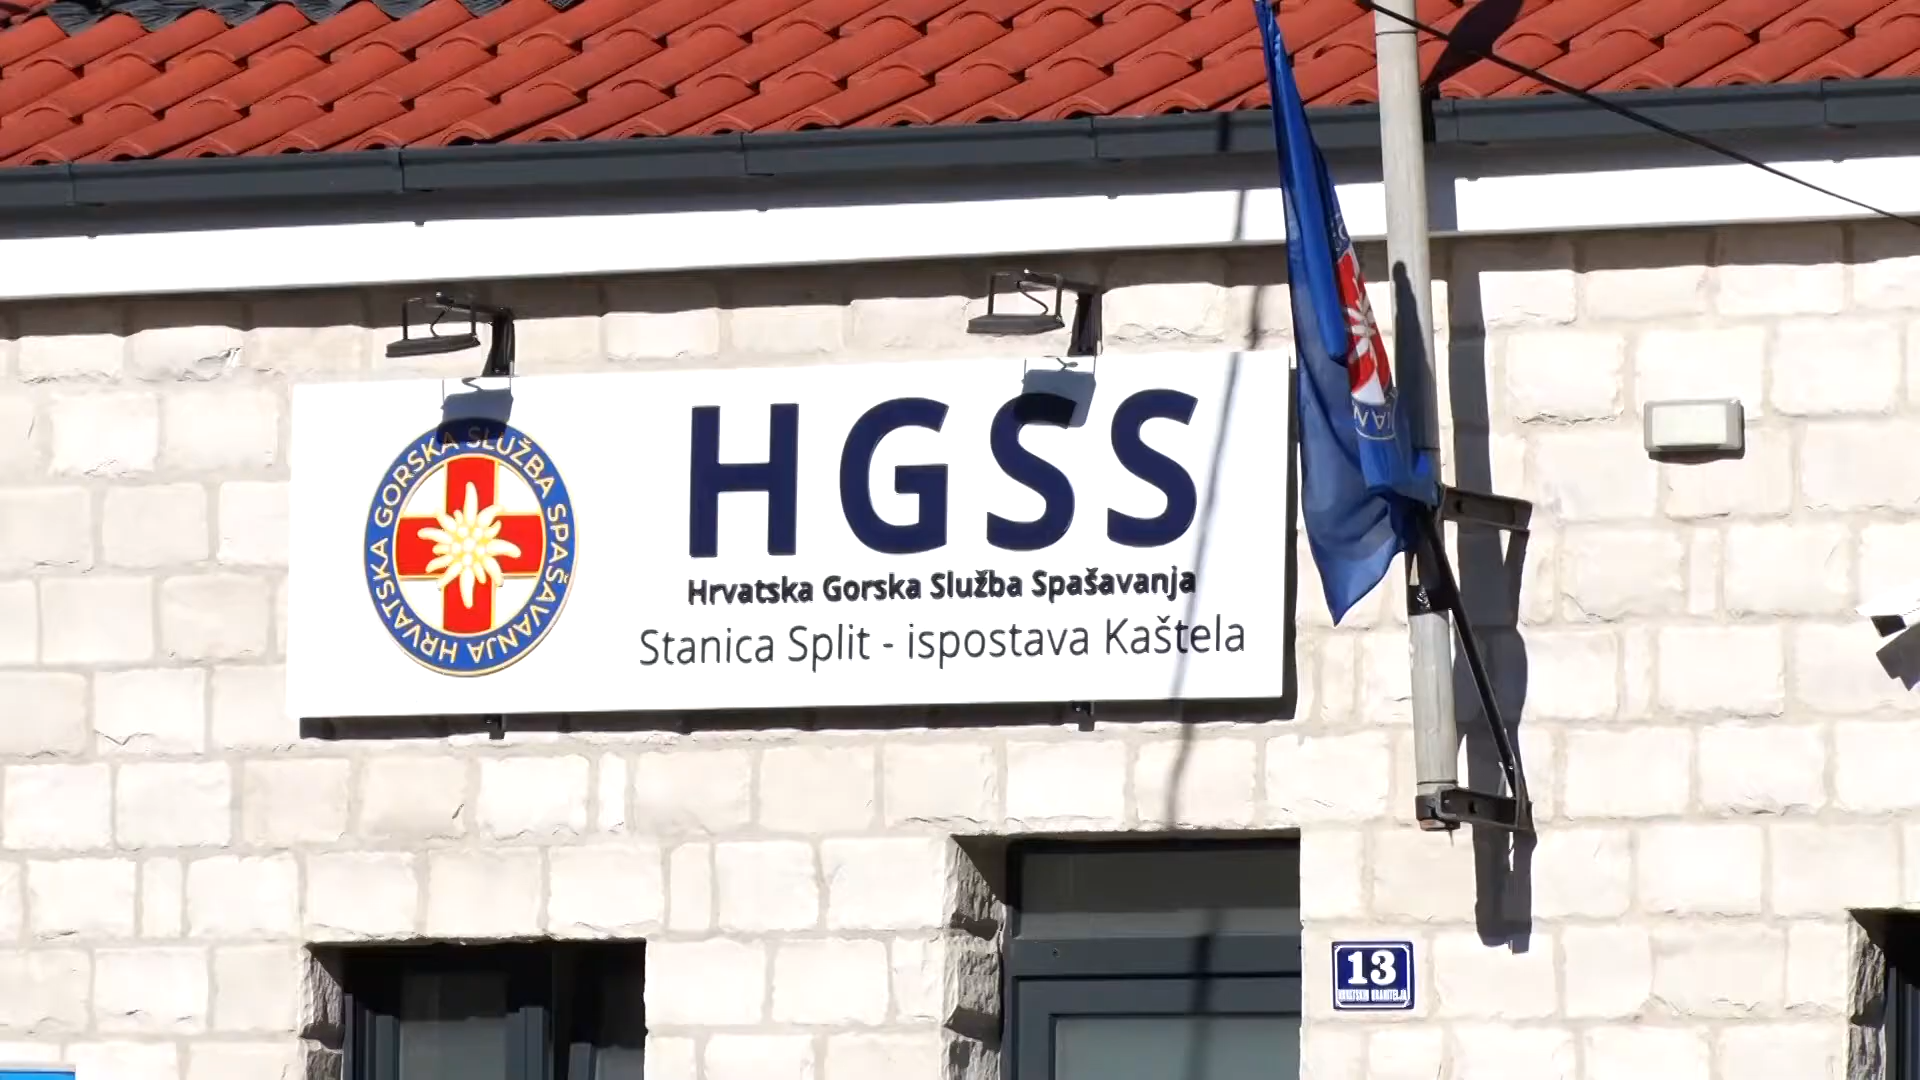 HRVATSKA GORSKA SLUŽBA SPAŠAVANJA
HGSS
Hrvatska Gorska Služba Spašavanja
Stanica Split - ispostava Kaštela
13